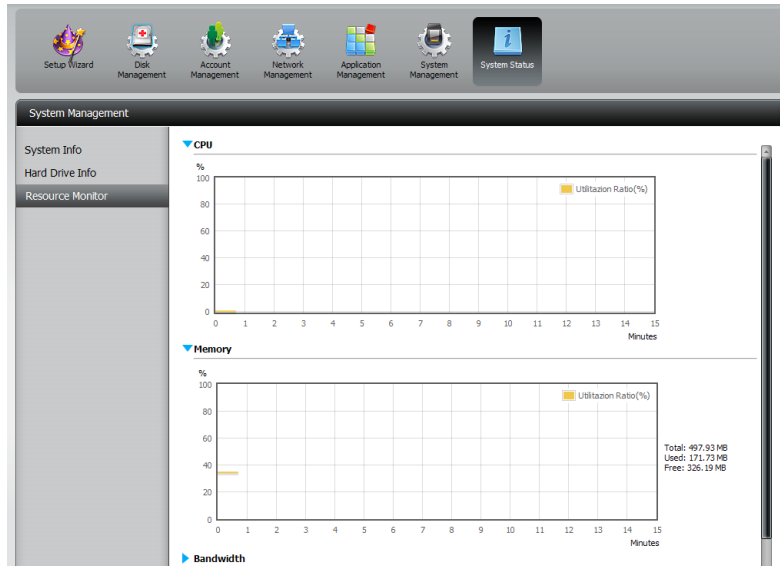 Setup Wizard
Disk Management
Account Management
Network Management
Application Management
System Management
System Status
System Management
System Info
Hard Drive Info
Resource Monitor
CPU
%
100
Utilitazion Ratio(%)
80
60
40
20
0
0 1 2 3 4 5 6 7 8 9 10 11 12 13 14 15
Minutes
Memory
%
100
Utilitazion Ratio(%)
80
60
40
20
0
Total: 497.93 MB
Used: 171.73 MB
Free: 326.19 MB
0 1 2 3 4 5 6 7 8 9 10 11 12 13 14 15
Minutes
Bandwidth